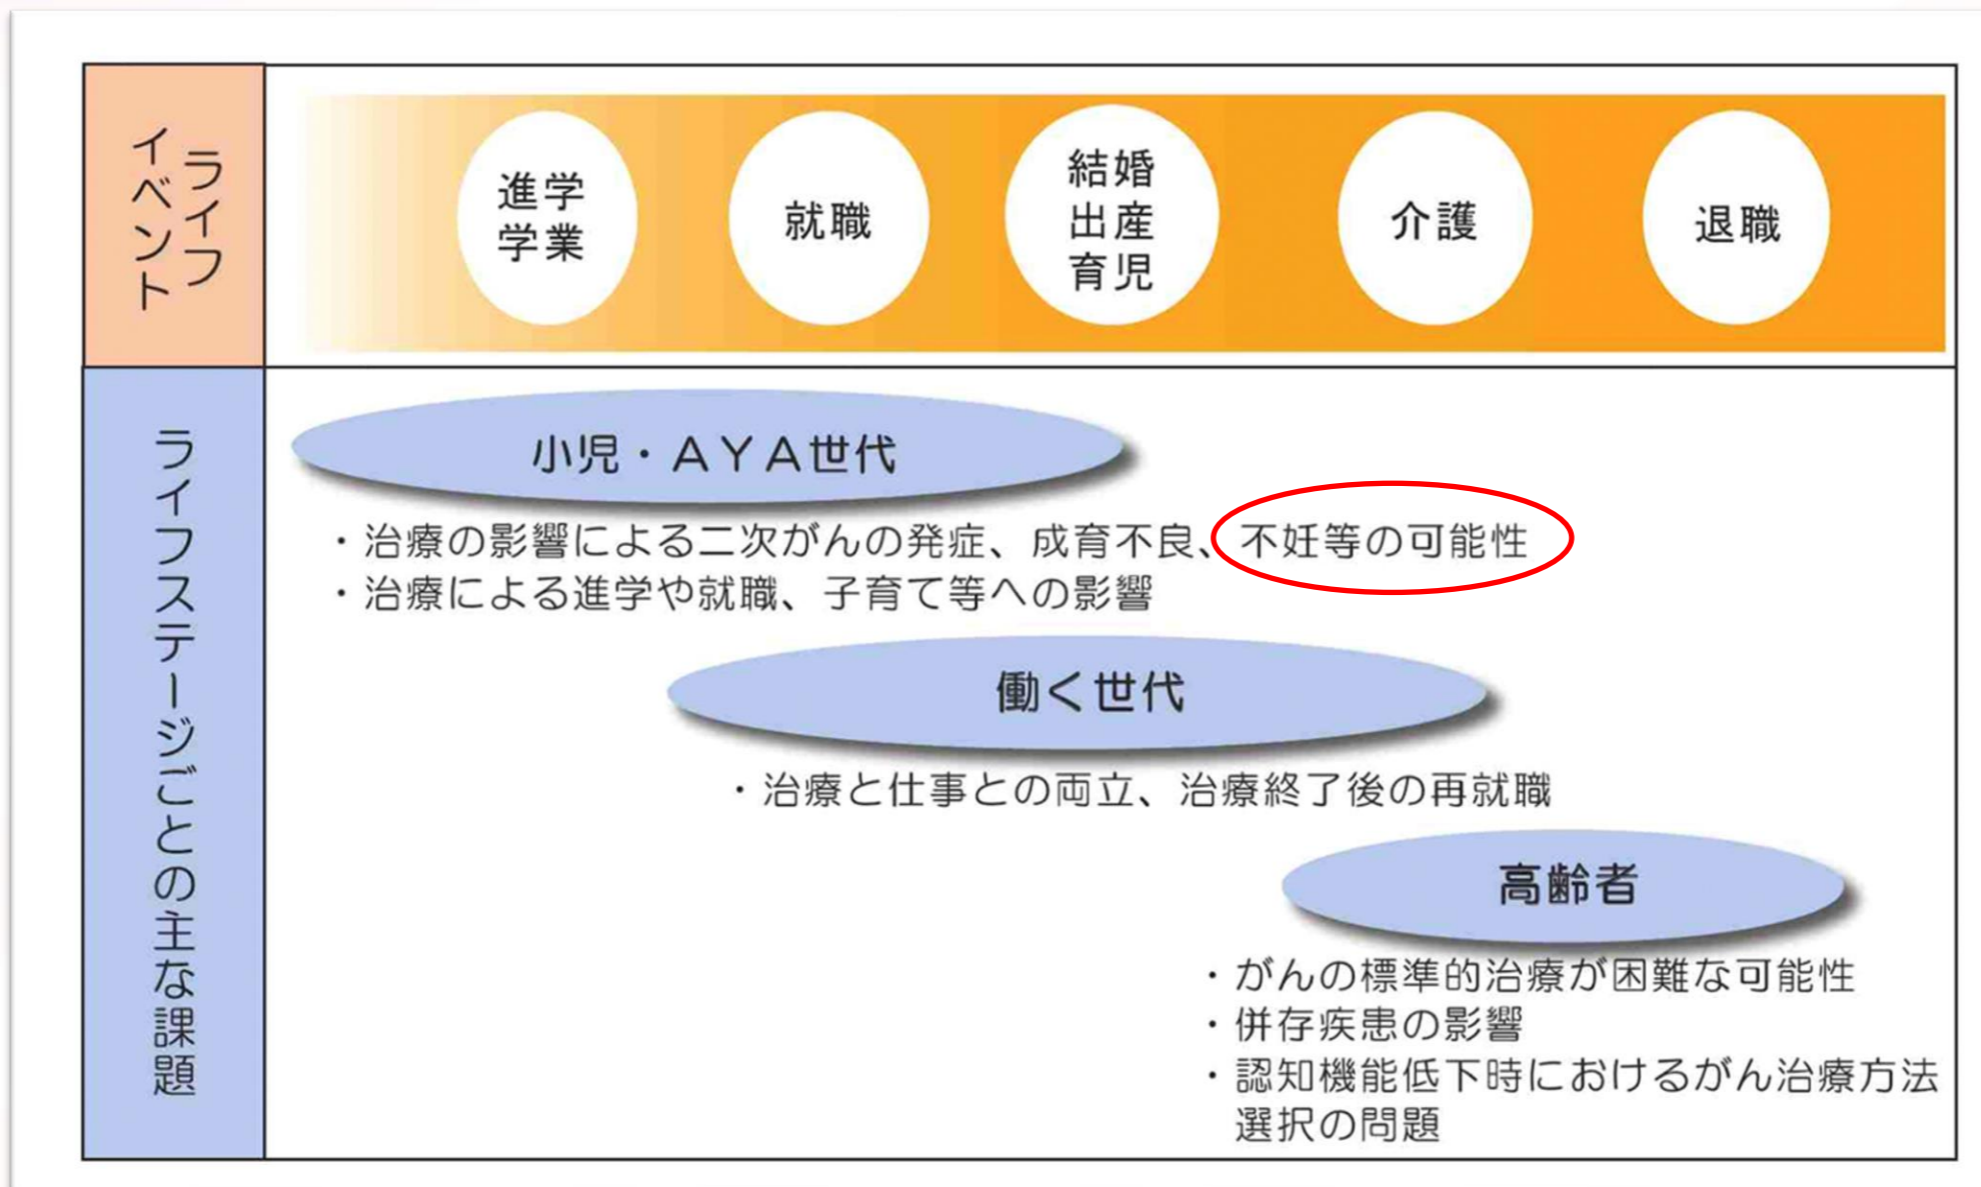 ライフ
イベント
進学
学業
就職
結婚
出産
育児
介護
退職
ライフステージごとの主な課題
小児・AYA世代
・治療の影響による二次がんの発症、成育不良、不妊等の可能性
・治療による進学や就職、子育て等への影響
働く世代
・治療と仕事との両立、治療終了後の再就職
高齢者
・がんの標準的治療が困難な可能性
・併存疾患の影響
・認知機能低下時におけるがん治療方法
選択の問題